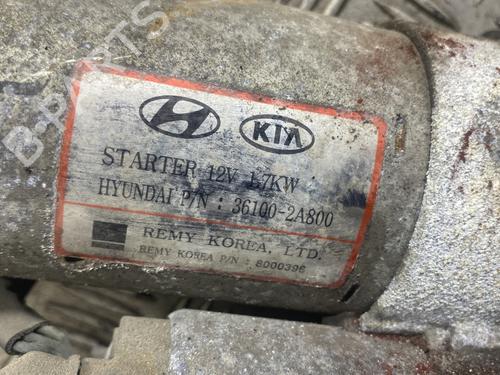 B-PARTS
KIA
STARTER 12V 1.7KW
HYUNDAI P/N : 36100-2A800
REMY KOREA, LTD.
REMY KOREA P/N : 8000396